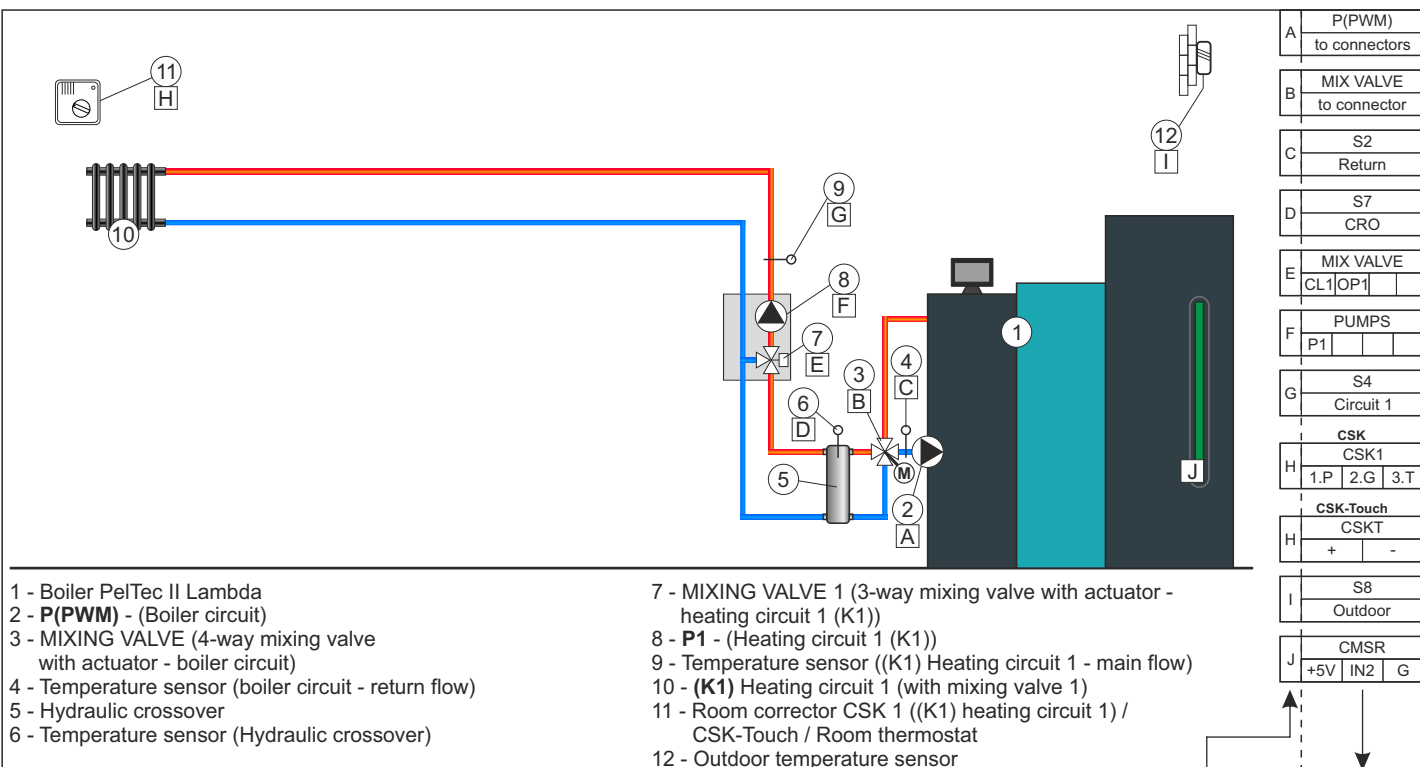 11
H
10
9
G
8
F
7
E
6
D
5
3
B
4
C
M
2
A
1
12
I
J
1 - Boiler PelTec II Lambda
2 - P(PWM) - (Boiler circuit)
3 - MIXING VALVE (4-way mixing valve
with actuator - boiler circuit)
4 - Temperature sensor (boiler circuit - return flow)
5 - Hydraulic crossover
6 - Temperature sensor (Hydraulic crossover)
7 - MIXING VALVE 1 (3-way mixing valve with actuator -
heating circuit 1 (K1))
8 - P1 - (Heating circuit 1 (K1))
9 - Temperature sensor ((K1) Heating circuit 1 - main flow)
10 - (K1) Heating circuit 1 (with mixing valve 1)
11 - Room corrector CSK 1 ((K1) heating circuit 1) /
CSK-Touch / Room thermostat
12 - Outdoor temperature sensor
A
P(PWM)
to connectors
B
MIX VALVE
to connector
C
S2
Return
D
S7
CRO
E
MIX VALVE
CL1 OP1
F
PUMPS
P1
G
S4
Circuit 1
CSK
H
CSK1
1.P 2.G 3.T
CSK-Touch
H
CSKT
+ -
I
S8
Outdoor
J
CMSR
+5V IN2 G